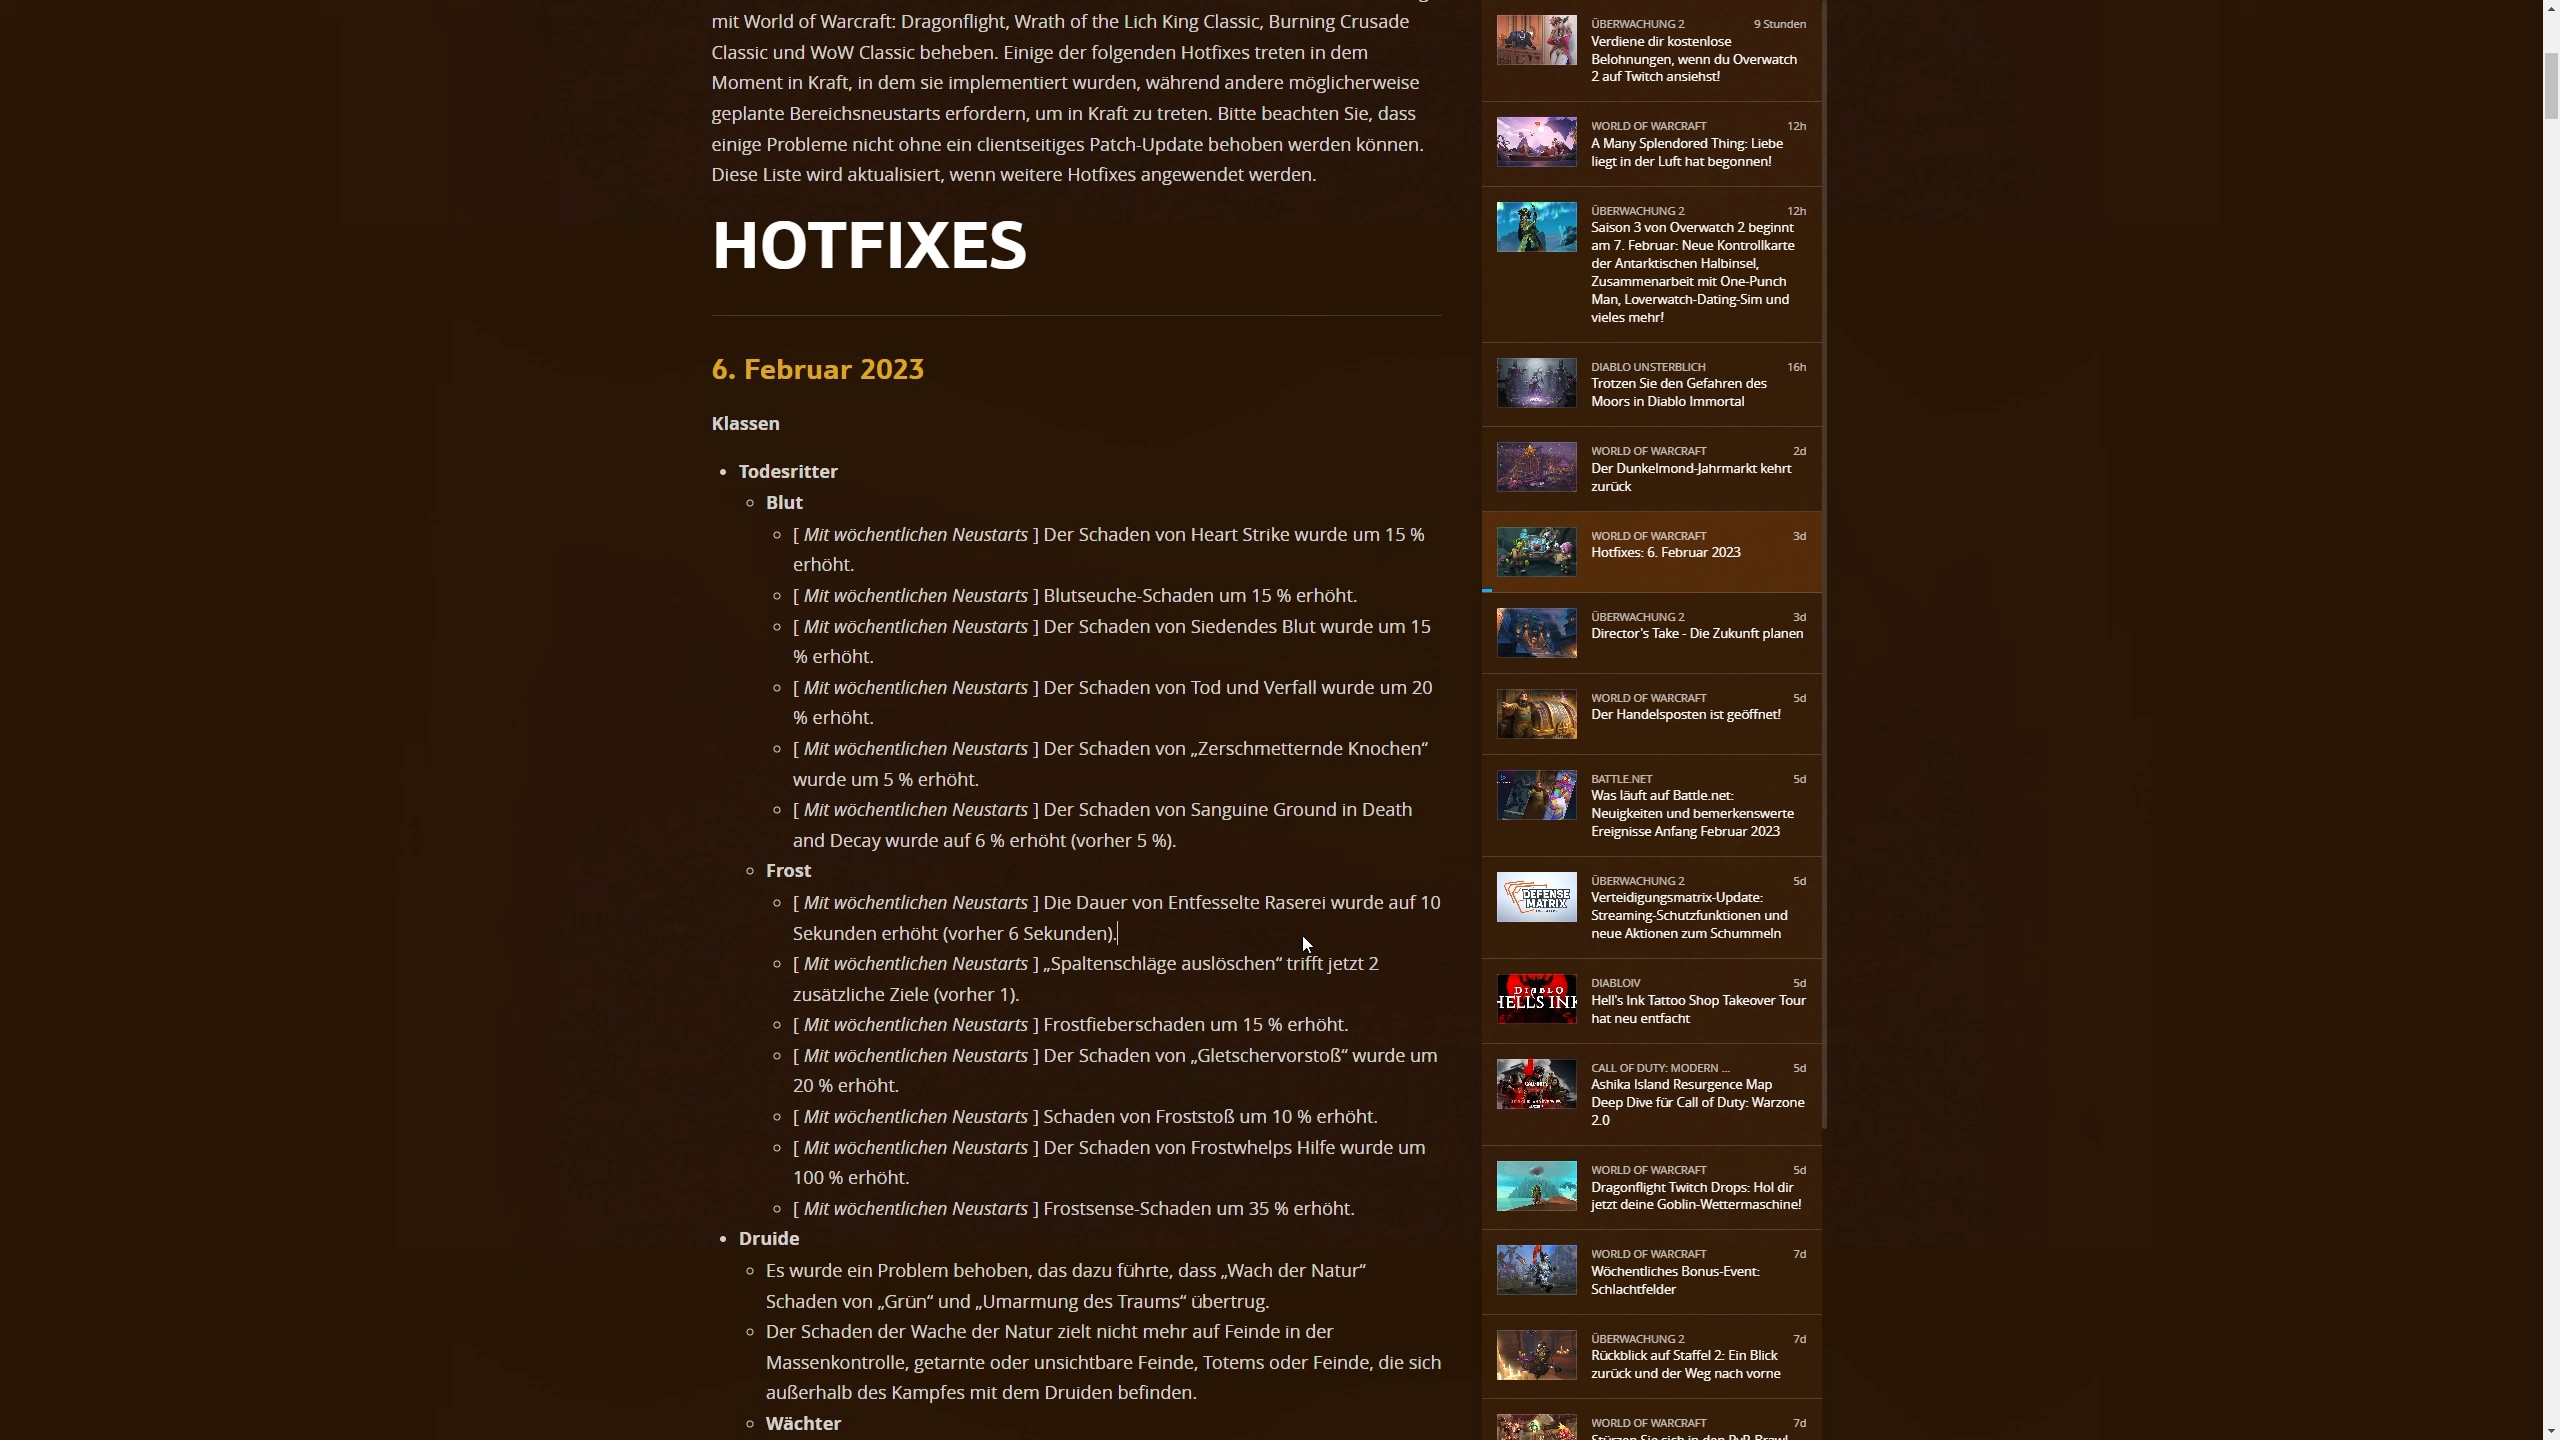 mit World of Warcraft: Dragonflight, Wrath of the Lich King Classic, Burning Crusade
Classic und WoW Classic beheben. Einige der folgenden Hotfixes treten in dem
Moment in Kraft, in dem sie implementiert wurden, während andere möglicherweise
geplante Bereichsneustarts erfordern, um in Kraft zu treten. Bitte beachten Sie, dass
einige Probleme nicht ohne ein clientseitiges Patch-Update behoben werden können.
Diese Liste wird aktualisiert, wenn weitere Hotfixes angewendet werden.
HOTFIXES
6. Februar 2023
Klassen
• Todesritter
◦ Blut
◦ [ Mit wöchentlichen Neustarts ] Der Schaden von Heart Strike wurde um 15 %
erhöht.
◦ [ Mit wöchentlichen Neustarts ] Blutseuche-Schaden um 15 % erhöht.
◦ [ Mit wöchentlichen Neustarts ] Der Schaden von Siedendes Blut wurde um 15
% erhöht.
◦ [ Mit wöchentlichen Neustarts ] Der Schaden von Tod und Verfall wurde um 20
% erhöht.
◦ [ Mit wöchentlichen Neustarts ] Der Schaden von „Zerschmetternde Knochen“
wurde um 5 % erhöht.
◦ [ Mit wöchentlichen Neustarts ] Der Schaden von Sanguine Ground in Death
and Decay wurde auf 6 % erhöht (vorher 5 %).
◦ Frost
◦ [ Mit wöchentlichen Neustarts ] Die Dauer von Entfesselte Raserei wurde auf 10
Sekunden erhöht (vorher 6 Sekunden).
◦ [ Mit wöchentlichen Neustarts ] „Spaltenschläge auslöschen“ trifft jetzt 2
zusätzliche Ziele (vorher 1).
◦ [ Mit wöchentlichen Neustarts ] Frostfieberschaden um 15 % erhöht.
◦ [ Mit wöchentlichen Neustarts ] Der Schaden von „Gletschervorstoß“ wurde um
20 % erhöht.
◦ [ Mit wöchentlichen Neustarts ] Schaden von Froststoß um 10 % erhöht.
◦ [ Mit wöchentlichen Neustarts ] Der Schaden von Frostwhelps Hilfe wurde um
100 % erhöht.
◦ [ Mit wöchentlichen Neustarts ] Frostsense-Schaden um 35 % erhöht.
• Druide
◦ Es wurde ein Problem behoben, das dazu führte, dass „Wach der Natur“
Schaden von „Grün“ und „Umarmung des Traums“ übertrug.
◦ Der Schaden der Wache der Natur zielt nicht mehr auf Feinde in der
Massenkontrolle, getarnte oder unsichtbare Feinde, Totems oder Feinde, die sich
außerhalb des Kampfes mit dem Druiden befinden.
◦ Wächter
ÜBERWACHUNG 2 9 Stunden
Verdiene dir kostenlose
Belohnungen, wenn du Overwatch
2 auf Twitch ansiehst!
WORLD OF WARCRAFT 12h
A Many Splendored Thing: Liebe
liegt in der Luft hat begonnen!
ÜBERWACHUNG 2 12h
Saison 3 von Overwatch 2 beginnt
am 7. Februar: Neue Kontrollkarte
der Antarktischen Halbinsel,
Zusammenarbeit mit One-Punch
Man, Loverwatch-Dating-Sim und
vieles mehr!
DIABLO UNSTERBLICH 16h
Trotzen Sie den Gefahren des
Moors in Diablo Immortal
WORLD OF WARCRAFT 2d
Der Dunkelmond-Jahrmarkt kehrt
zurück
WORLD OF WARCRAFT 3d
Hotfixes: 6. Februar 2023
ÜBERWACHUNG 2 3d
Director's Take - Die Zukunft planen
WORLD OF WARCRAFT 5d
Der Handelsposten ist geöffnet!
BATTLE.NET 5d
Was läuft auf Battle.net:
Neuigkeiten und bemerkenswerte
Ereignisse Anfang Februar 2023
DEFENSE
MATRIX
ÜBERWACHUNG 2 5d
Verteidigungsmatrix-Update:
Streaming-Schutzfunktionen und
neue Aktionen zum Schummeln
DIABLO
HELL'S INK
DIABLOIV 5d
Hell's Ink Tattoo Shop Takeover Tour
hat neu entfacht
CALL OF DUTY: MODERN ... 5d
Ashika Island Resurgence Map
Deep Dive für Call of Duty: Warzone
2.0
WORLD OF WARCRAFT 5d
Dragonflight Twitch Drops: Hol dir
jetzt deine Goblin-Wettermaschine!
WORLD OF WARCRAFT 7d
Wöchentliches Bonus-Event:
Schlachtfelder
ÜBERWACHUNG 2 7d
Rückblick auf Staffel 2: Ein Blick
zurück und der Weg nach vorne
WORLD OF WARCRAFT 7d
Stürzen Sie sich in den PvP-Brawl